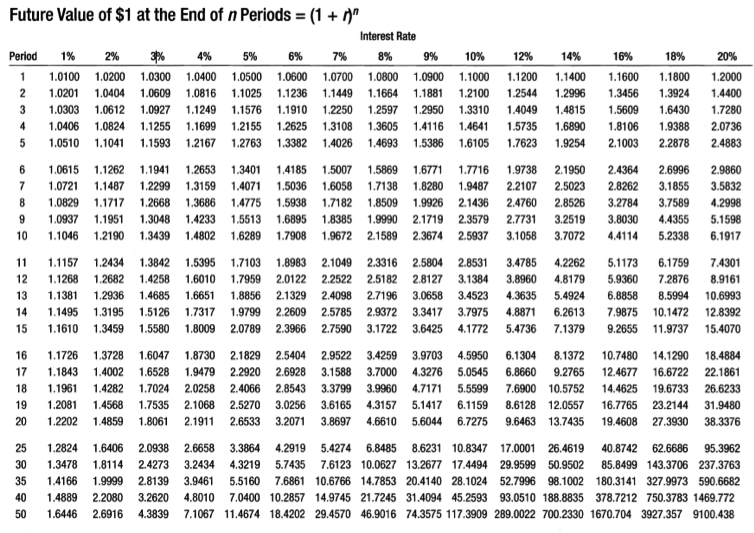 Future Value of $1 at the End of n Periods = (1 + r)ⁿ
Interest Rate
Period 1% 2% 3% 4% 5% 6% 7% 8% 9% 10% 12% 14% 16% 18% 20%
1 1.0100 1.0200 1.0300 1.0400 1.0500 1.0600 1.0700 1.0800 1.0900 1.1000 1.1200 1.1400 1.1600 1.1800 1.2000
2 1.0201 1.0404 1.0609 1.0816 1.1025 1.1236 1.1449 1.1664 1.1881 1.2100 1.2544 1.2996 1.3456 1.3924 1.4400
3 1.0303 1.0612 1.0927 1.1249 1.1576 1.1910 1.2250 1.2597 1.2950 1.3310 1.4049 1.4815 1.5609 1.6430 1.7280
4 1.0406 1.0824 1.1255 1.1699 1.2155 1.2625 1.3108 1.3605 1.4116 1.4641 1.5735 1.6890 1.8106 1.9388 2.0736
5 1.0510 1.1041 1.1593 1.2167 1.2763 1.3382 1.4026 1.4693 1.5386 1.6105 1.7623 1.9254 2.1003 2.2878 2.4883
6 1.0615 1.1262 1.1941 1.2653 1.3401 1.4185 1.5007 1.5869 1.6771 1.7716 1.9738 2.1950 2.4364 2.6996 2.9860
7 1.0721 1.1487 1.2299 1.3159 1.4071 1.5036 1.6058 1.7138 1.8280 1.9487 2.2107 2.5023 2.8262 3.1855 3.5832
8 1.0829 1.1717 1.2668 1.3686 1.4775 1.5938 1.7182 1.8509 1.9926 2.1436 2.4760 2.8526 3.2784 3.7589 4.2998
9 1.0937 1.1951 1.3048 1.4233 1.5513 1.6895 1.8385 1.9990 2.1719 2.3579 2.7731 3.2519 3.8030 4.4355 5.1598
10 1.1046 1.2190 1.3439 1.4802 1.6289 1.7908 1.9672 2.1589 2.3674 2.5937 3.1058 3.7072 4.4114 5.2338 6.1917
11 1.1157 1.2434 1.3842 1.5395 1.7103 1.8983 2.1049 2.3316 2.5804 2.8531 3.4785 4.2262 5.1173 6.1759 7.4301
12 1.1268 1.2682 1.4258 1.6010 1.7959 2.0122 2.2522 2.5182 2.8127 3.1384 3.8960 4.8179 5.9360 7.2876 8.9161
13 1.1381 1.2936 1.4685 1.6651 1.8856 2.1329 2.4098 2.7196 3.0658 3.4523 4.3635 5.4924 6.8858 8.5994 10.6993
14 1.1495 1.3195 1.5126 1.7317 1.9799 2.2609 2.5785 2.9372 3.3417 3.7975 4.8871 6.2613 7.9875 10.1472 12.8392
15 1.1610 1.3459 1.5580 1.8009 2.0789 2.3966 2.7590 3.1722 3.6425 4.1772 5.4736 7.1379 9.2655 11.9737 15.4070
16 1.1726 1.3728 1.6047 1.8730 2.1829 2.5404 2.9522 3.4259 3.9703 4.5950 6.1304 8.1372 10.7480 14.1290 18.4884
17 1.1843 1.4002 1.6528 1.9479 2.2920 2.6928 3.1588 3.7000 4.3276 5.0545 6.8660 9.2765 12.4677 16.6722 22.1861
18 1.1961 1.4282 1.7024 2.0258 2.4066 2.8543 3.3799 3.9960 4.7171 5.5599 7.6900 10.5752 14.4625 19.6733 26.6233
19 1.2081 1.4568 1.7535 2.1068 2.5270 3.0256 3.6165 4.3157 5.1417 6.1159 8.6128 12.0557 16.7765 23.2144 31.9480
20 1.2202 1.4859 1.8061 2.1911 2.6533 3.2071 3.8697 4.6610 5.6044 6.7275 9.6463 13.7435 19.4608 27.3930 38.3376
25 1.2824 1.6406 2.0938 2.6658 3.3864 4.2919 5.4274 6.8485 8.6231 10.8347 17.0001 26.4619 40.8742 62.6686 95.3962
30 1.3478 1.8114 2.4273 3.2434 4.3219 5.7435 7.6123 10.0627 13.2677 17.4494 29.9599 50.9502 85.8499 143.3706 237.3763
35 1.4166 1.9999 2.8139 3.9461 5.5160 7.6861 10.6766 14.7853 20.4140 28.1024 52.7996 98.1002 180.3141 327.9973 590.6682
40 1.4889 2.2080 3.2620 4.8010 7.0400 10.2857 14.9745 21.7245 31.4094 45.2593 93.0510 188.8835 378.7212 750.3783 1469.772
50 1.6446 2.6916 4.3839 7.1067 11.4674 18.4202 29.4570 46.9016 74.3575 117.3909 289.0022 700.2330 1670.704 3927.357 9100.438